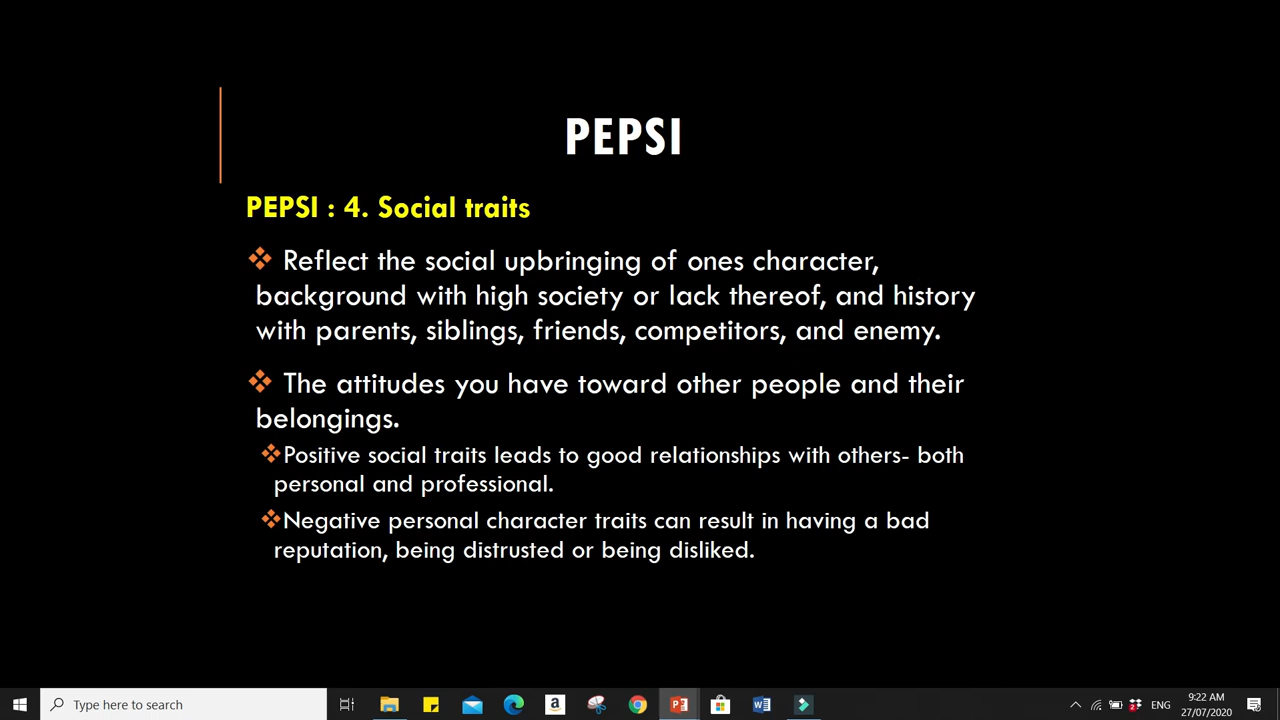 PEPSI
PEPSI : 4. Social traits
Reflect the social upbringing of ones character,
background with high society or lack thereof, and history
with parents, siblings, friends, competitors, and enemy.
The attitudes you have toward other people and their
belongings.
Positive social traits leads to good relationships with others- both
personal and professional.
Negative personal character traits can result in having a bad
reputation, being distrusted or being disliked.
Type here to search
ENG
9:22 AM
27/07/2020